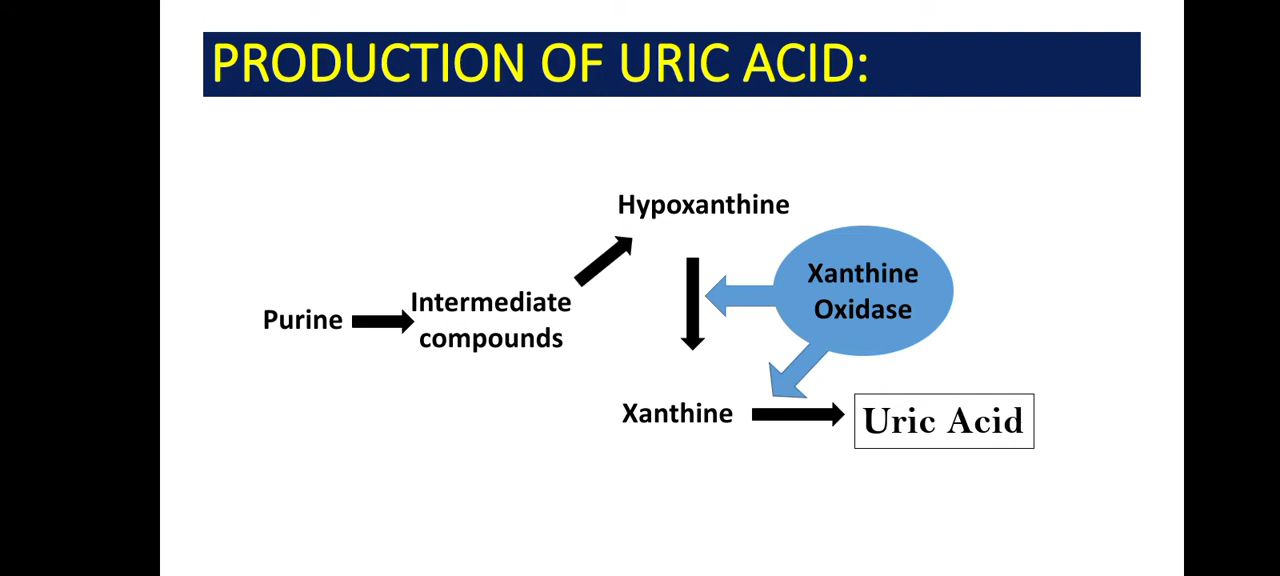 PRODUCTION OF URIC ACID:
Hypoxanthine
Xanthine
Oxidase
Intermediate
compounds
Purine
Xanthine
Uric Acid